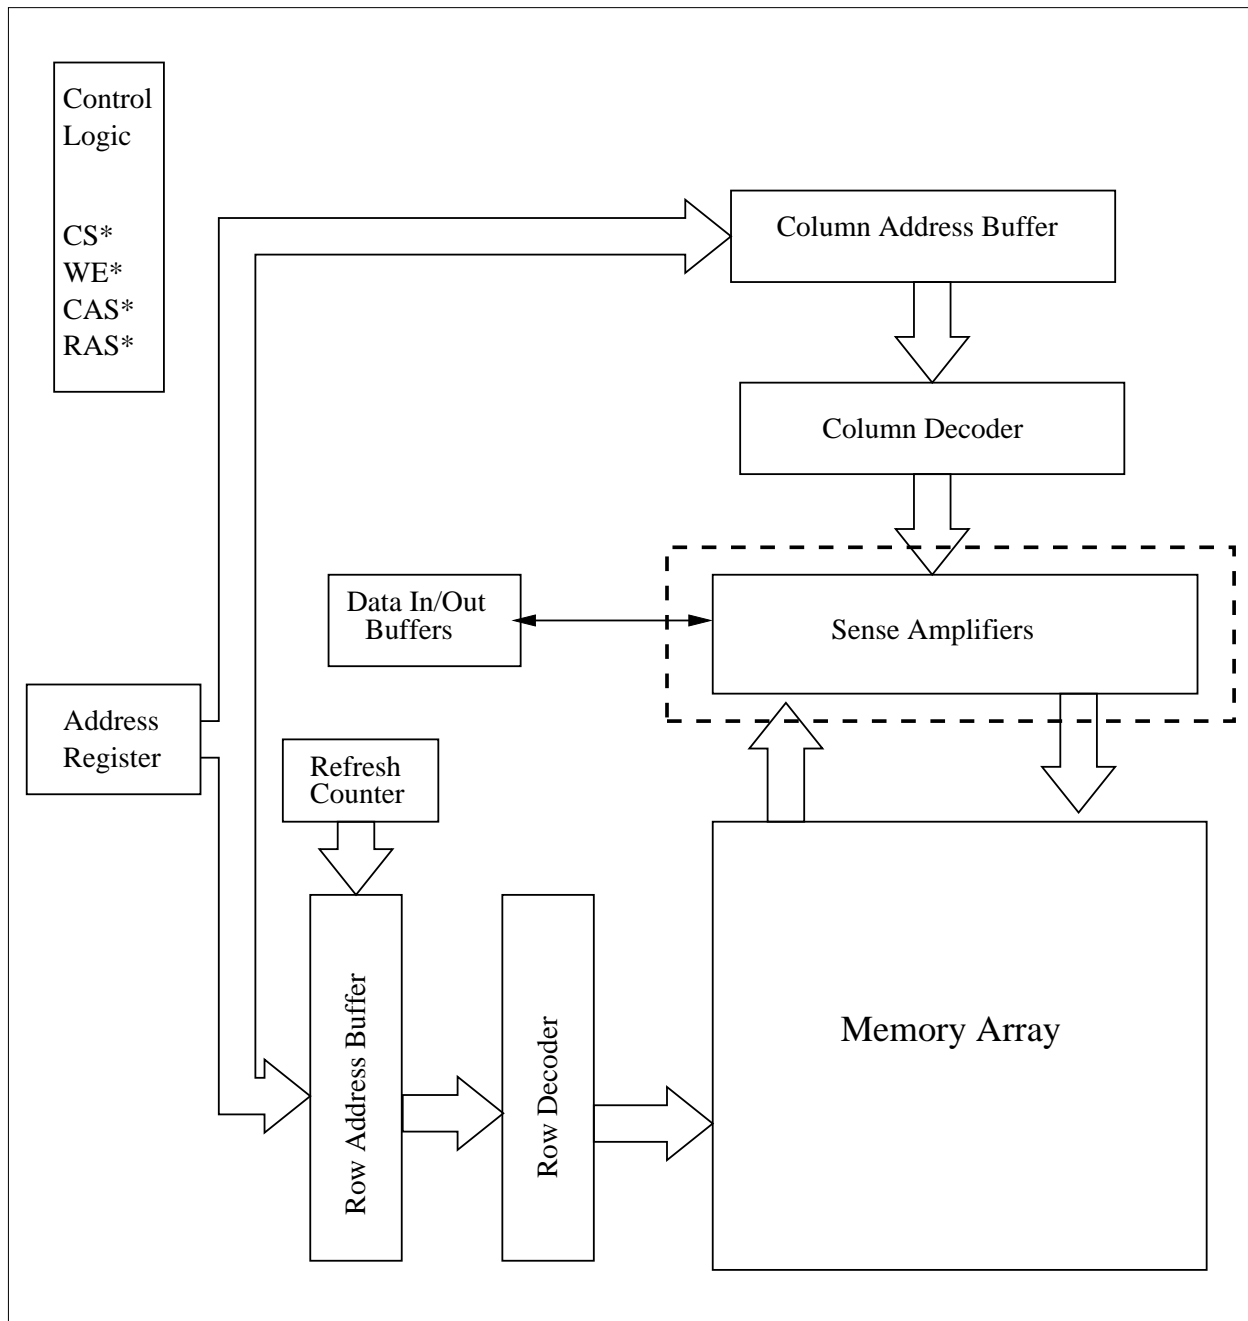 Control
Logic
CS*
WE*
CAS*
RAS*
Column Address Buffer
Column Decoder
Data In/Out
Buffers
Sense Amplifiers
Address
Register
Refresh
Counter
Row Address Buffer
Row Decoder
Memory Array